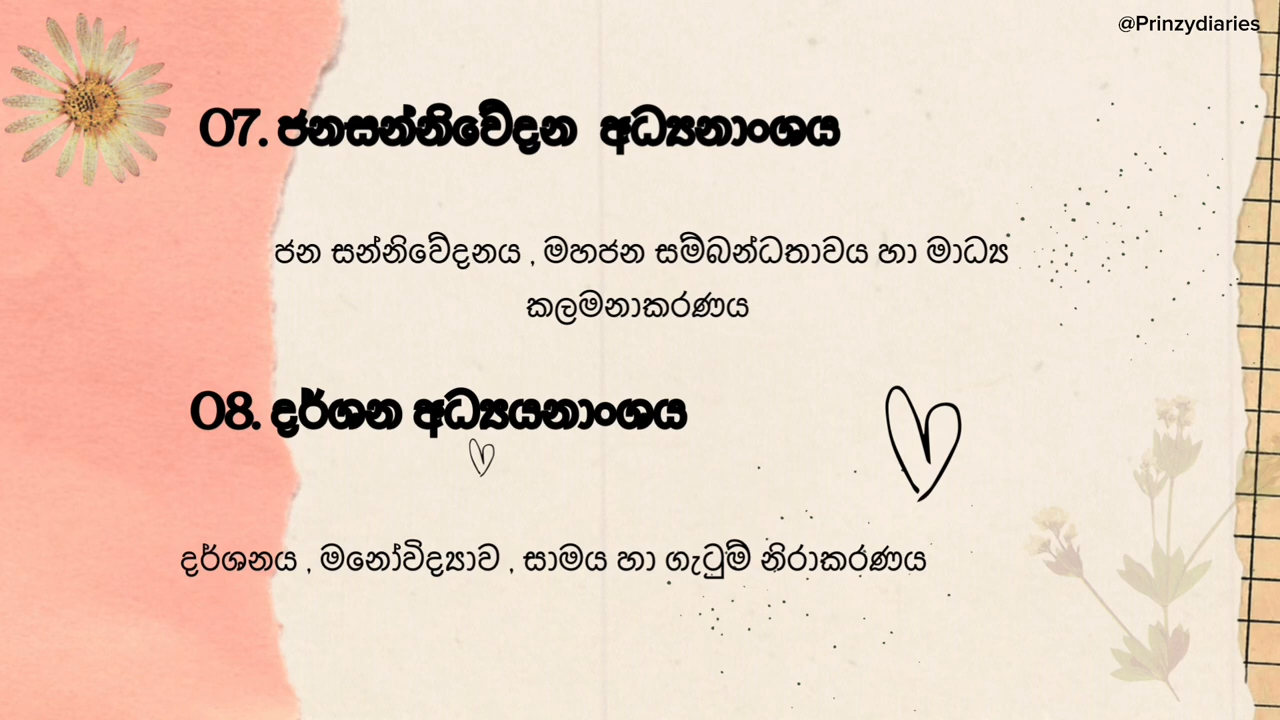 @Prinzydiaries
07. ජනසන්නිවේදන අධ්‍යනාංශය
ජන සන්නිවේදනය , මහජන සම්බන්ධතාවය හා මාධ්‍ය
කලමනාකරණය
08. දර්ශන අධ්‍යයනාංශය
දර්ශනය , මනෝවිද්‍යාව , සාමය හා ගැටුම් නිරාකරණය